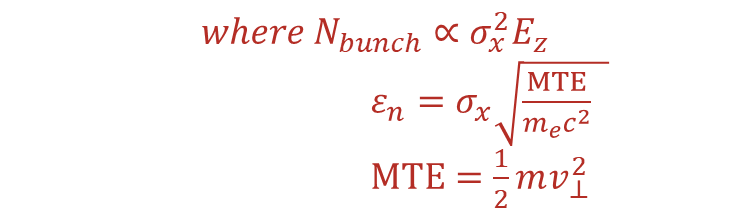 where N_bunch ∝ σ_x^2 E_z
ε_n = σ_x √(MTE / m_e c^2)
MTE = 1/2 mv_⊥^2